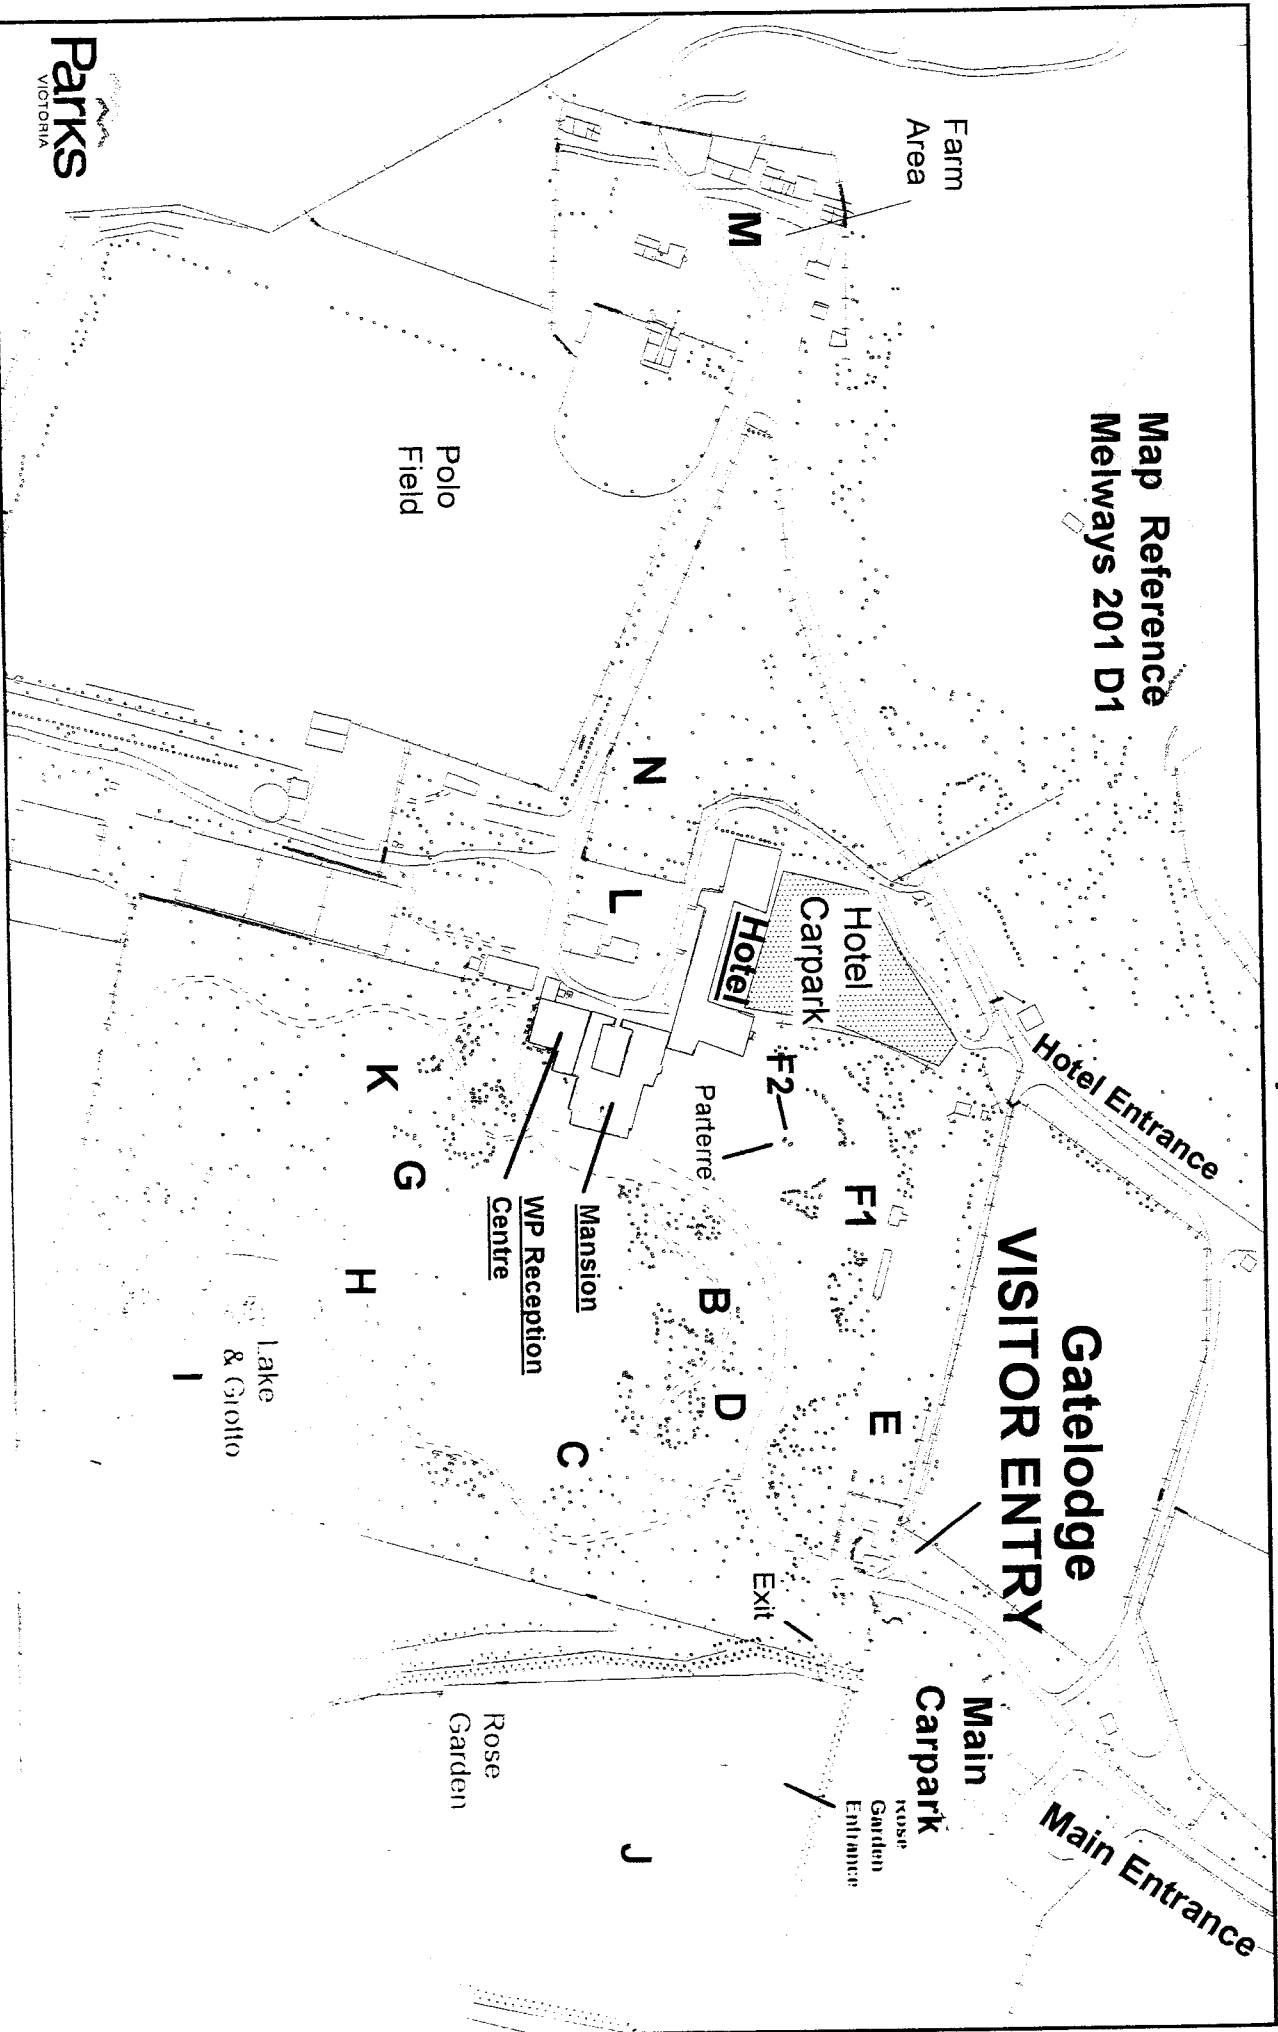 Map Reference
Melways 201 D1
Farm
Area
M
Hotel Entrance
Gatelodge
VISITOR ENTRY
Main Entrance
Main
Carpark
Rose
Garden
Entrance
Hotel
Carpark
Hotel
F2
F1
E
Parterre
Exit
N
L
B
D
Mansion
WP Reception
Centre
C
J
Polo
Field
K
G
H
Rose
Garden
Lake
& Grotto
I
Parks
VICTORIA